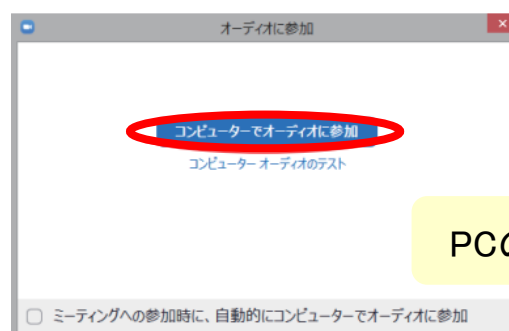 オーディオに参加
コンピューターでオーディオに参加
コンピューター オーディオのテスト
PCの
ミーティングへの参加時に、自動的にコンピューターでオーディオに参加